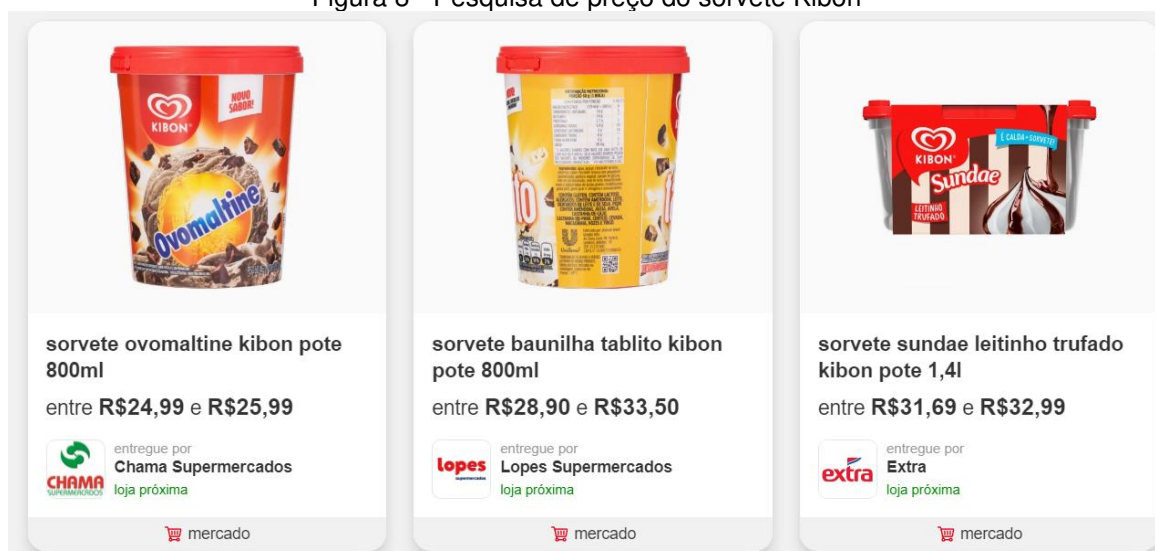 Figura 8 - Pesquisa de preço do sorvete Kibon
KIBON
NOVO
SABOR!
Ovomaltine
sorvete ovomaltine kibon pote
800ml
entre R$24,99 e R$25,99
entregue por
CHAMA
SUPERMERCADOS
Chama Supermercados
loja próxima
mercado
Unilever
sorvete baunilha tablito kibon
pote 800ml
entre R$28,90 e R$33,50
entregue por
lopes
supermercados
Lopes Supermercados
loja próxima
mercado
KIBON
É CALDA+SORVETE!
Sundae
LEITINHO
TRUFADO
sorvete sundae leitinho trufado
kibon pote 1,4l
entre R$31,69 e R$32,99
entregue por
extra
Extra
loja próxima
mercado